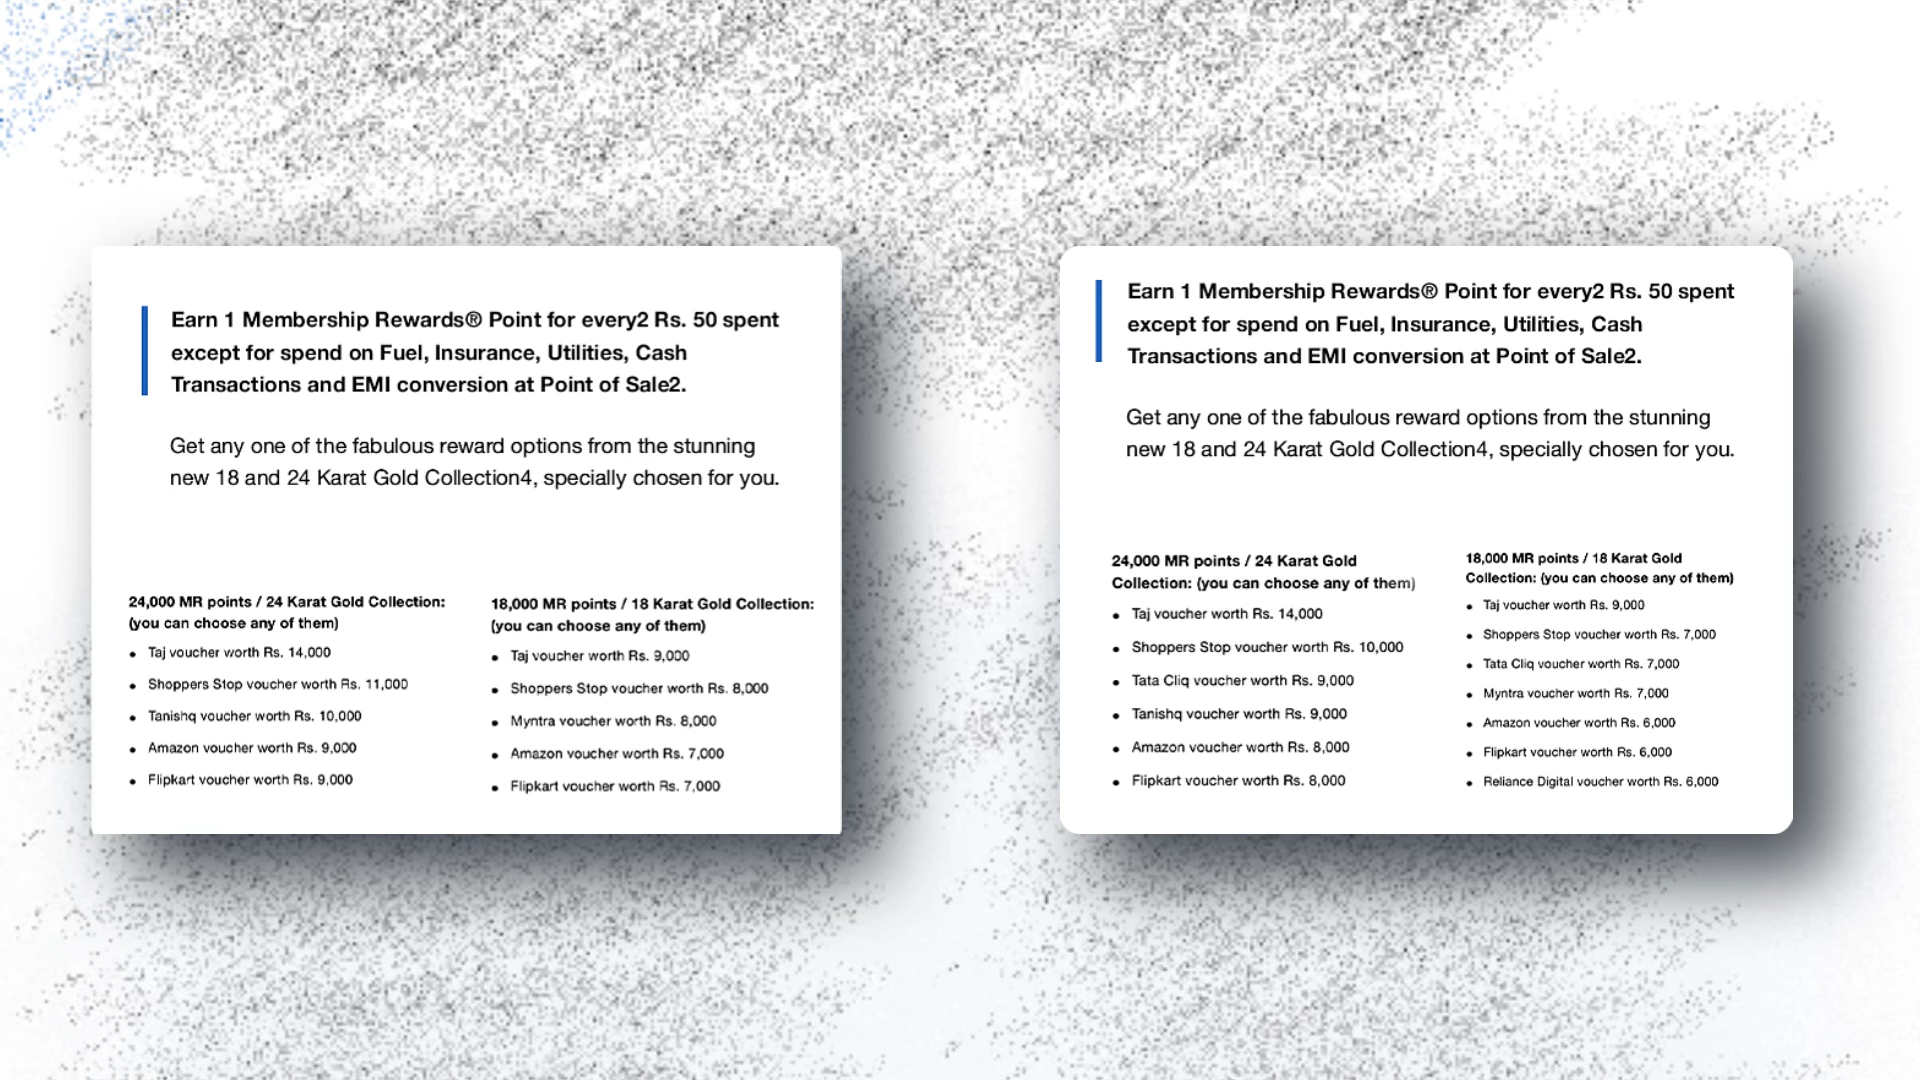 Earn 1 Membership Rewards® Point for every2 Rs. 50 spent
except for spend on Fuel, Insurance, Utilities, Cash
Transactions and EMI conversion at Point of Sale2.
Get any one of the fabulous reward options from the stunning
new 18 and 24 Karat Gold Collection4, specially chosen for you.
24,000 MR points / 24 Karat Gold Collection:
(you can choose any of them)
• Taj voucher worth Rs. 14,000
• Shoppers Stop voucher worth Rs. 11,000
• Tanishq voucher worth Rs. 10,000
• Amazon voucher worth Rs. 9,000
• Flipkart voucher worth Rs. 9,000
18,000 MR points / 18 Karat Gold Collection:
(you can choose any of them)
• Taj voucher worth Rs. 9,000
• Shoppers Stop voucher worth Rs. 8,000
• Myntra voucher worth Rs. 8,000
• Amazon voucher worth Rs. 7,000
• Flipkart voucher worth Rs. 7,000
Earn 1 Membership Rewards® Point for every2 Rs. 50 spent
except for spend on Fuel, Insurance, Utilities, Cash
Transactions and EMI conversion at Point of Sale2.
Get any one of the fabulous reward options from the stunning
new 18 and 24 Karat Gold Collection4, specially chosen for you.
24,000 MR points / 24 Karat Gold
Collection: (you can choose any of them)
• Taj voucher worth Rs. 14,000
• Shoppers Stop voucher worth Rs. 10,000
• Tata Cliq voucher worth Rs. 9,000
• Tanishq voucher worth Rs. 9,000
• Amazon voucher worth Rs. 8,000
• Flipkart voucher worth Rs. 8,000
18,000 MR points / 18 Karat Gold
Collection: (you can choose any of them)
• Taj voucher worth Rs. 9,000
• Shoppers Stop voucher worth Rs. 7,000
• Tata Cliq voucher worth Rs. 7,000
• Myntra voucher worth Rs. 7,000
• Amazon voucher worth Rs. 6,000
• Flipkart voucher worth Rs. 6,000
• Reliance Digital voucher worth Rs. 6,000